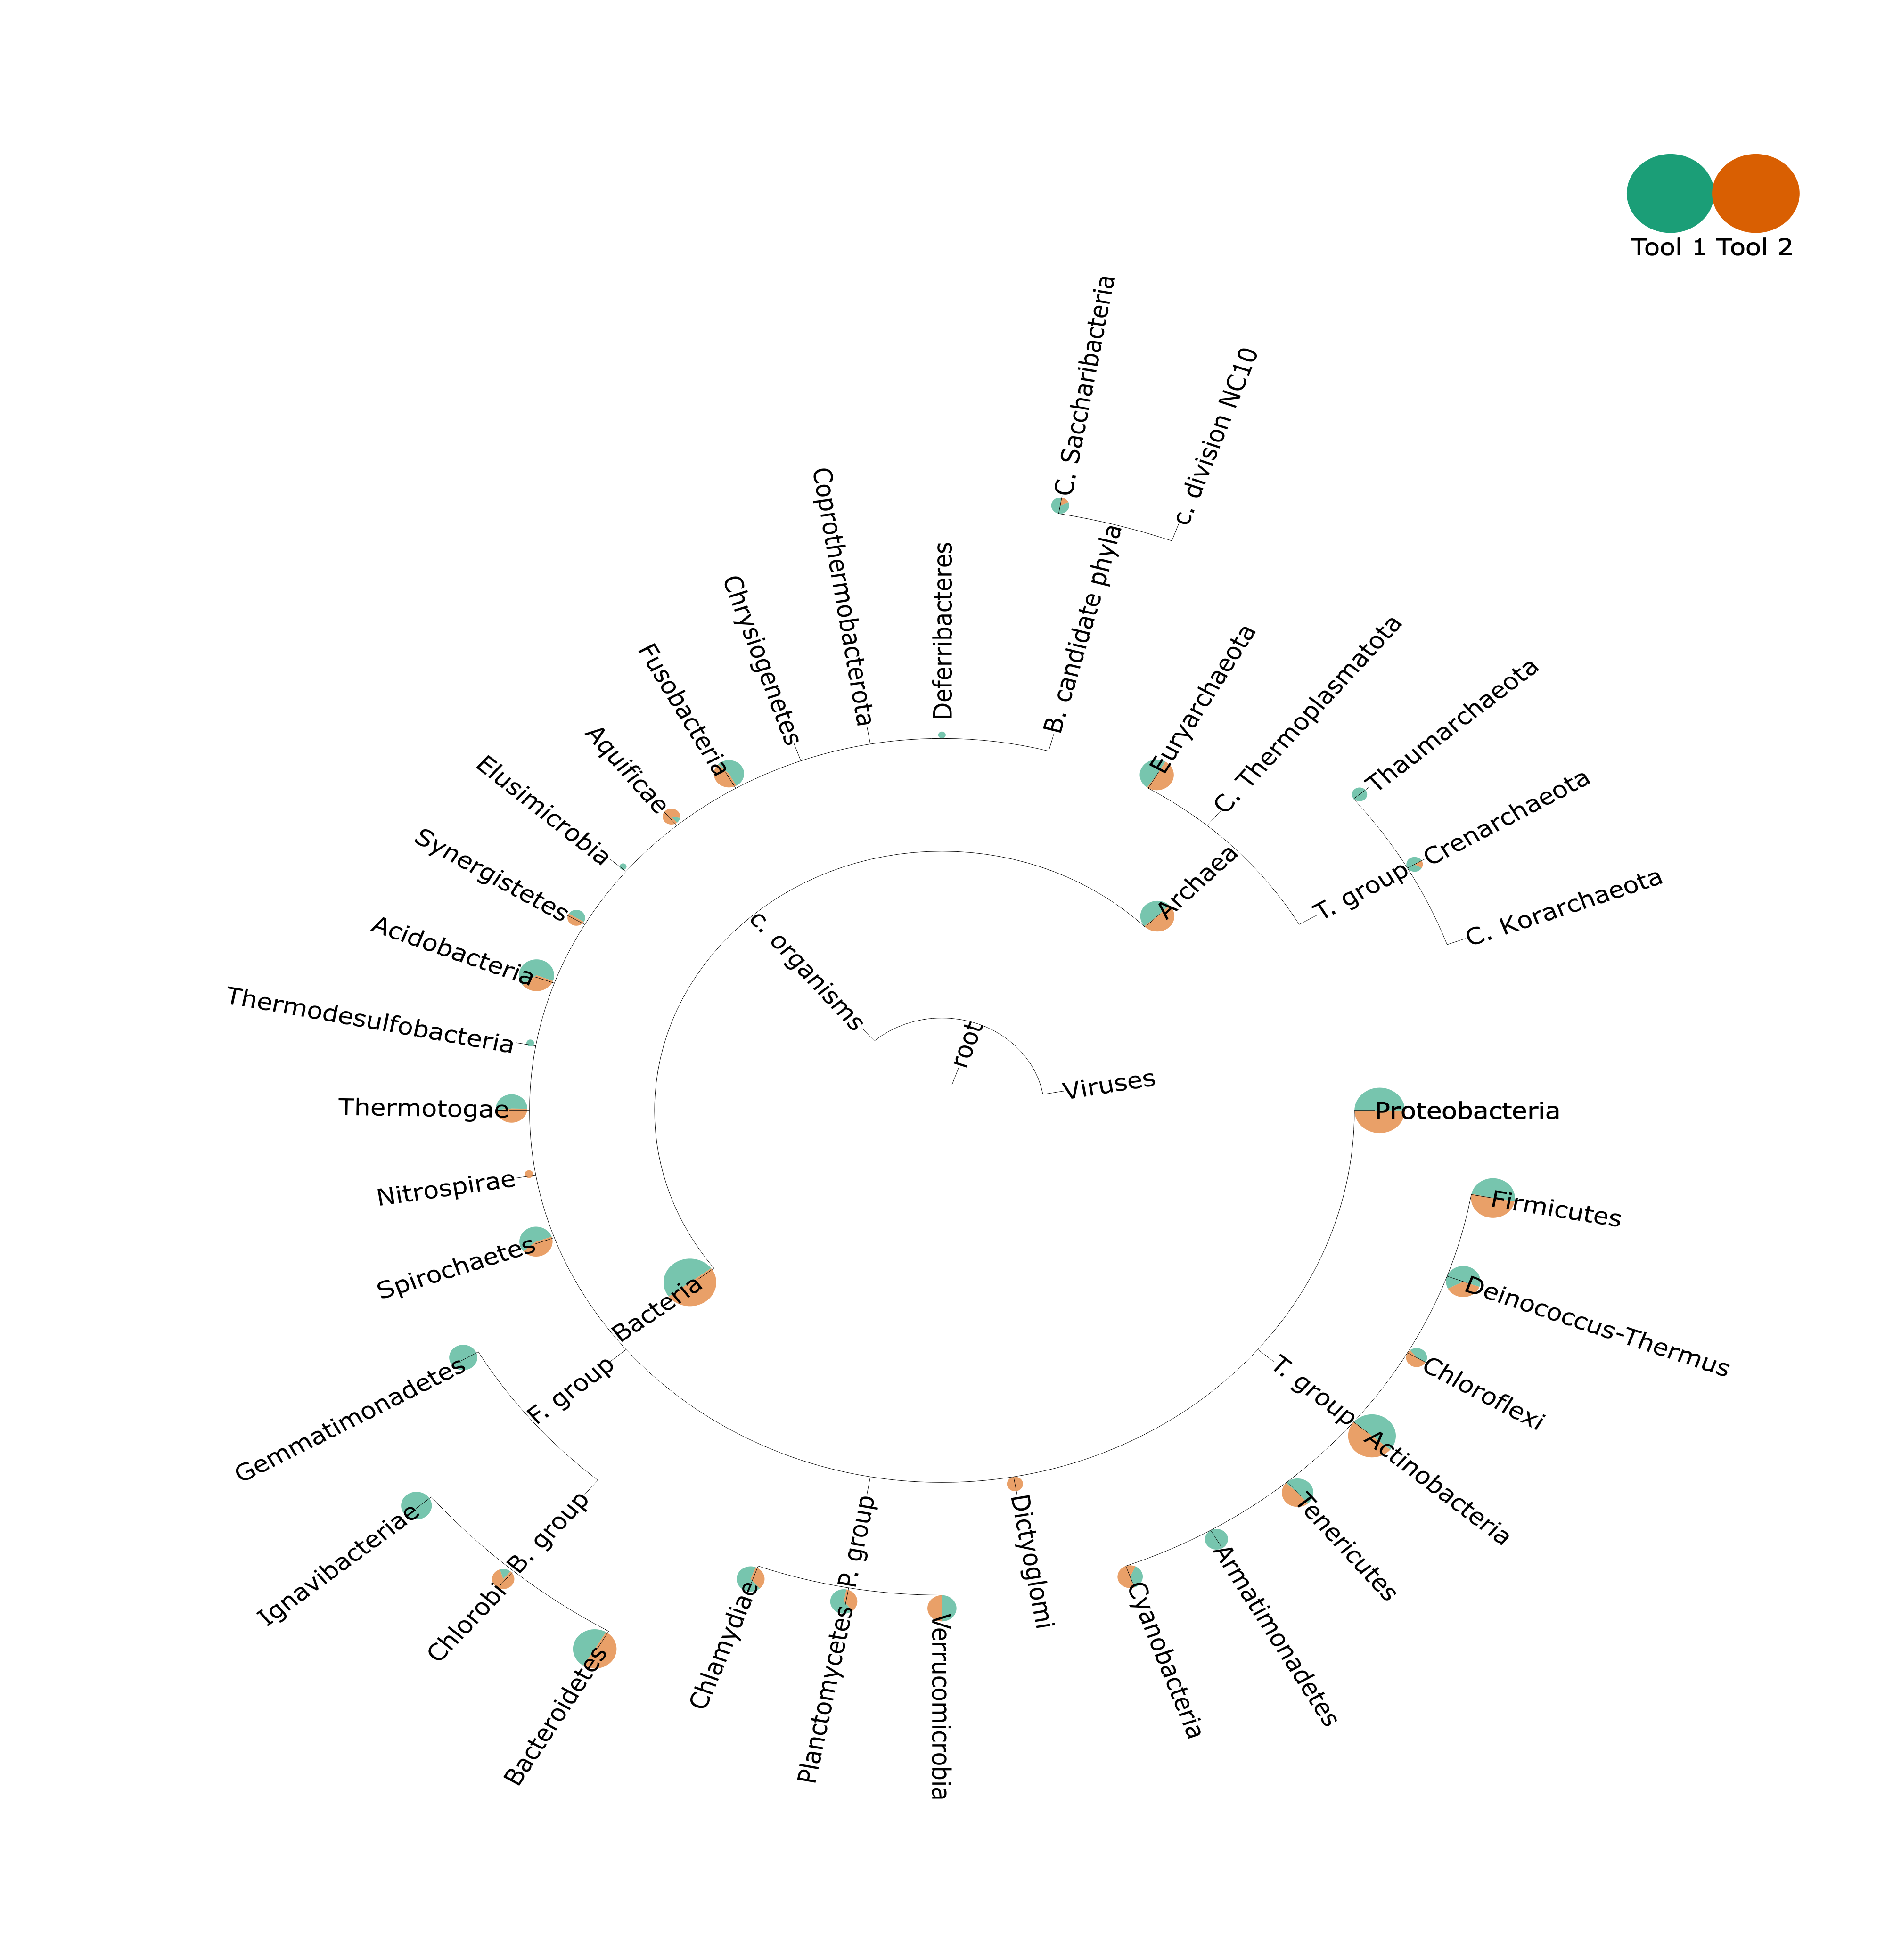 Tool 1 Tool 2
C. Saccharibacteria
c. division NC10
B. candidate phyla
Deferribacteres
Coprothermobacterota
Chrysiogenetes
Fusobacteria
Aquificae
Elusimicrobia
Synergistetes
Acidobacteria
Thermodesulfobacteria
Thermotogae
Nitrospirae
Spirochaetes
F. group
Gemmatimonadetes
B. group
Ignavibacteriae
Chlorobi
Bacteroidetes
P. group
Chlamydiae
Planctomycetes
Verrucomicrobia
Dictyoglomi
T. group
Cyanobacteria
Armatimonadetes
Tenericutes
Actinobacteria
Chloroflexi
Deinococcus-Thermus
Firmicutes
Proteobacteria
Bacteria
Archaea
Euryarchaeota
C. Thermoplasmatota
T. group
Thaumarchaeota
Crenarchaeota
C. Korarchaeota
c. organisms
root
Viruses